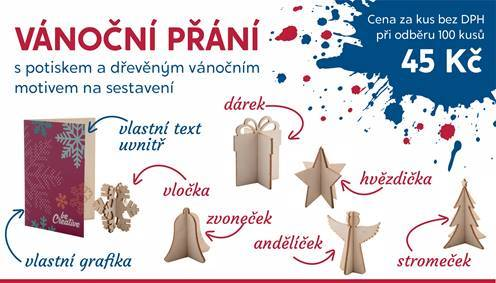 VÁNOČNÍ PŘÁNÍ
s potiskem a dřevěným vánočním
motivem na sestavení
Cena za kus bez DPH
při odběru 100 kusů
45 Kč
dárek
vlastní text
uvnitř
hvězdička
vločka
zvoneček
andělíček
be
Creative
vlastní grafika
stromeček